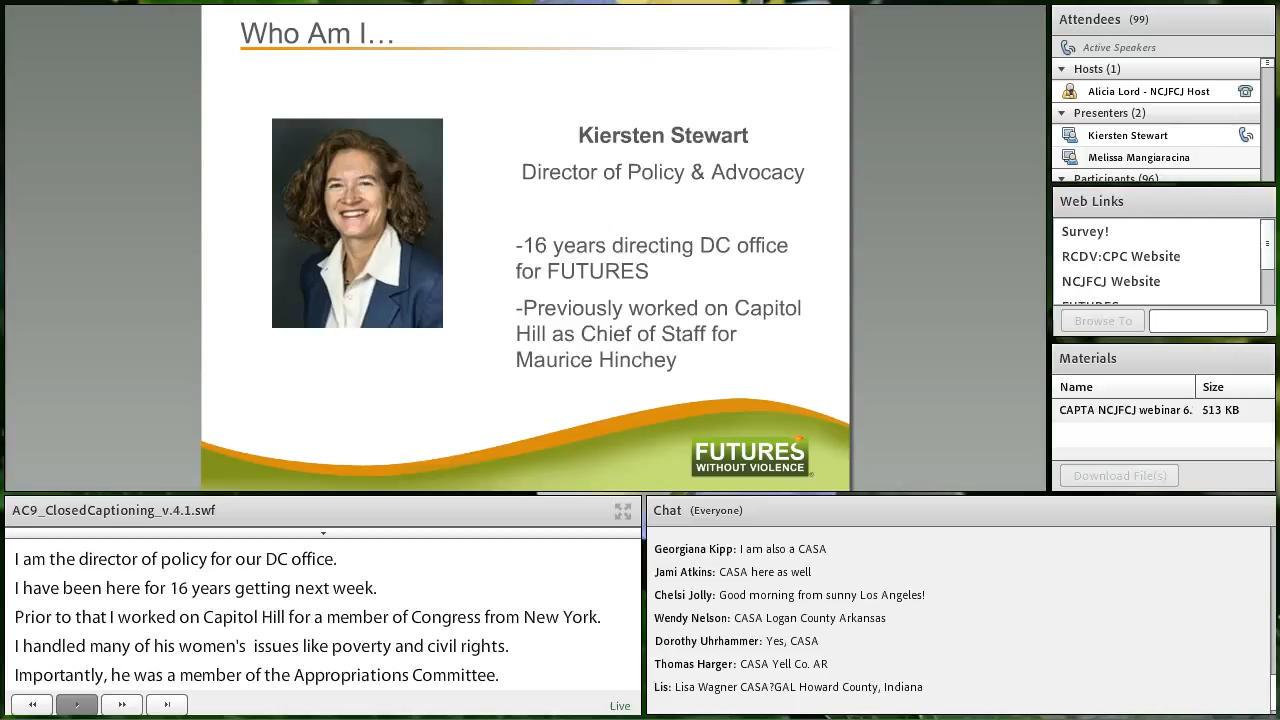 Who Am I…
Kiersten Stewart
Director of Policy & Advocacy
-16 years directing DC office
for FUTURES
-Previously worked on Capitol
Hill as Chief of Staff for
Maurice Hinchey
FUTURES
WITHOUT VIOLENCE
Attendees (99)
Active Speakers
Hosts (1)
Alicia Lord - NCJFCJ Host
Presenters (2)
Kiersten Stewart
Melissa Mangiaracina
Participants (96)
Web Links
Survey!
RCDV:CPC Website
NCJFCJ Website
FUTURES
Browse To
Materials
Name Size
CAPTA NCJFCJ webinar 6. 513 KB
Download File(s)
AC9_ClosedCaptioning_v.4.1.swf
I am the director of policy for our DC office.
I have been here for 16 years getting next week.
Prior to that I worked on Capitol Hill for a member of Congress from New York.
I handled many of his women's  issues like poverty and civil rights.
Importantly, he was a member of the Appropriations Committee.
Live
Chat (Everyone)
Georgiana Kipp: I am also a CASA
Jami Atkins: CASA here as well
Chelsi Jolly: Good morning from sunny Los Angeles!
Wendy Nelson: CASA Logan County Arkansas
Dorothy Uhrhammer: Yes, CASA
Thomas Harger: CASA Yell Co. AR
Lis: Lisa Wagner CASA?GAL Howard County, Indiana